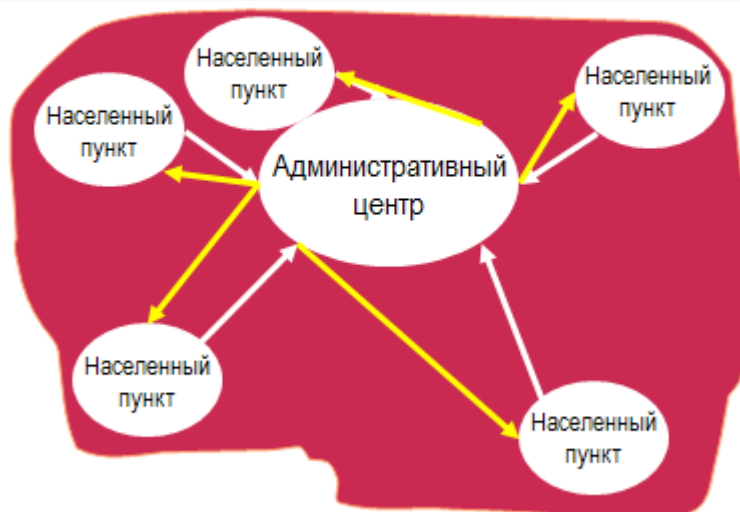 Населенный
пункт
Населенный
пункт
Населенный
пункт
Административный
центр
Населенный
пункт
Населенный
пункт